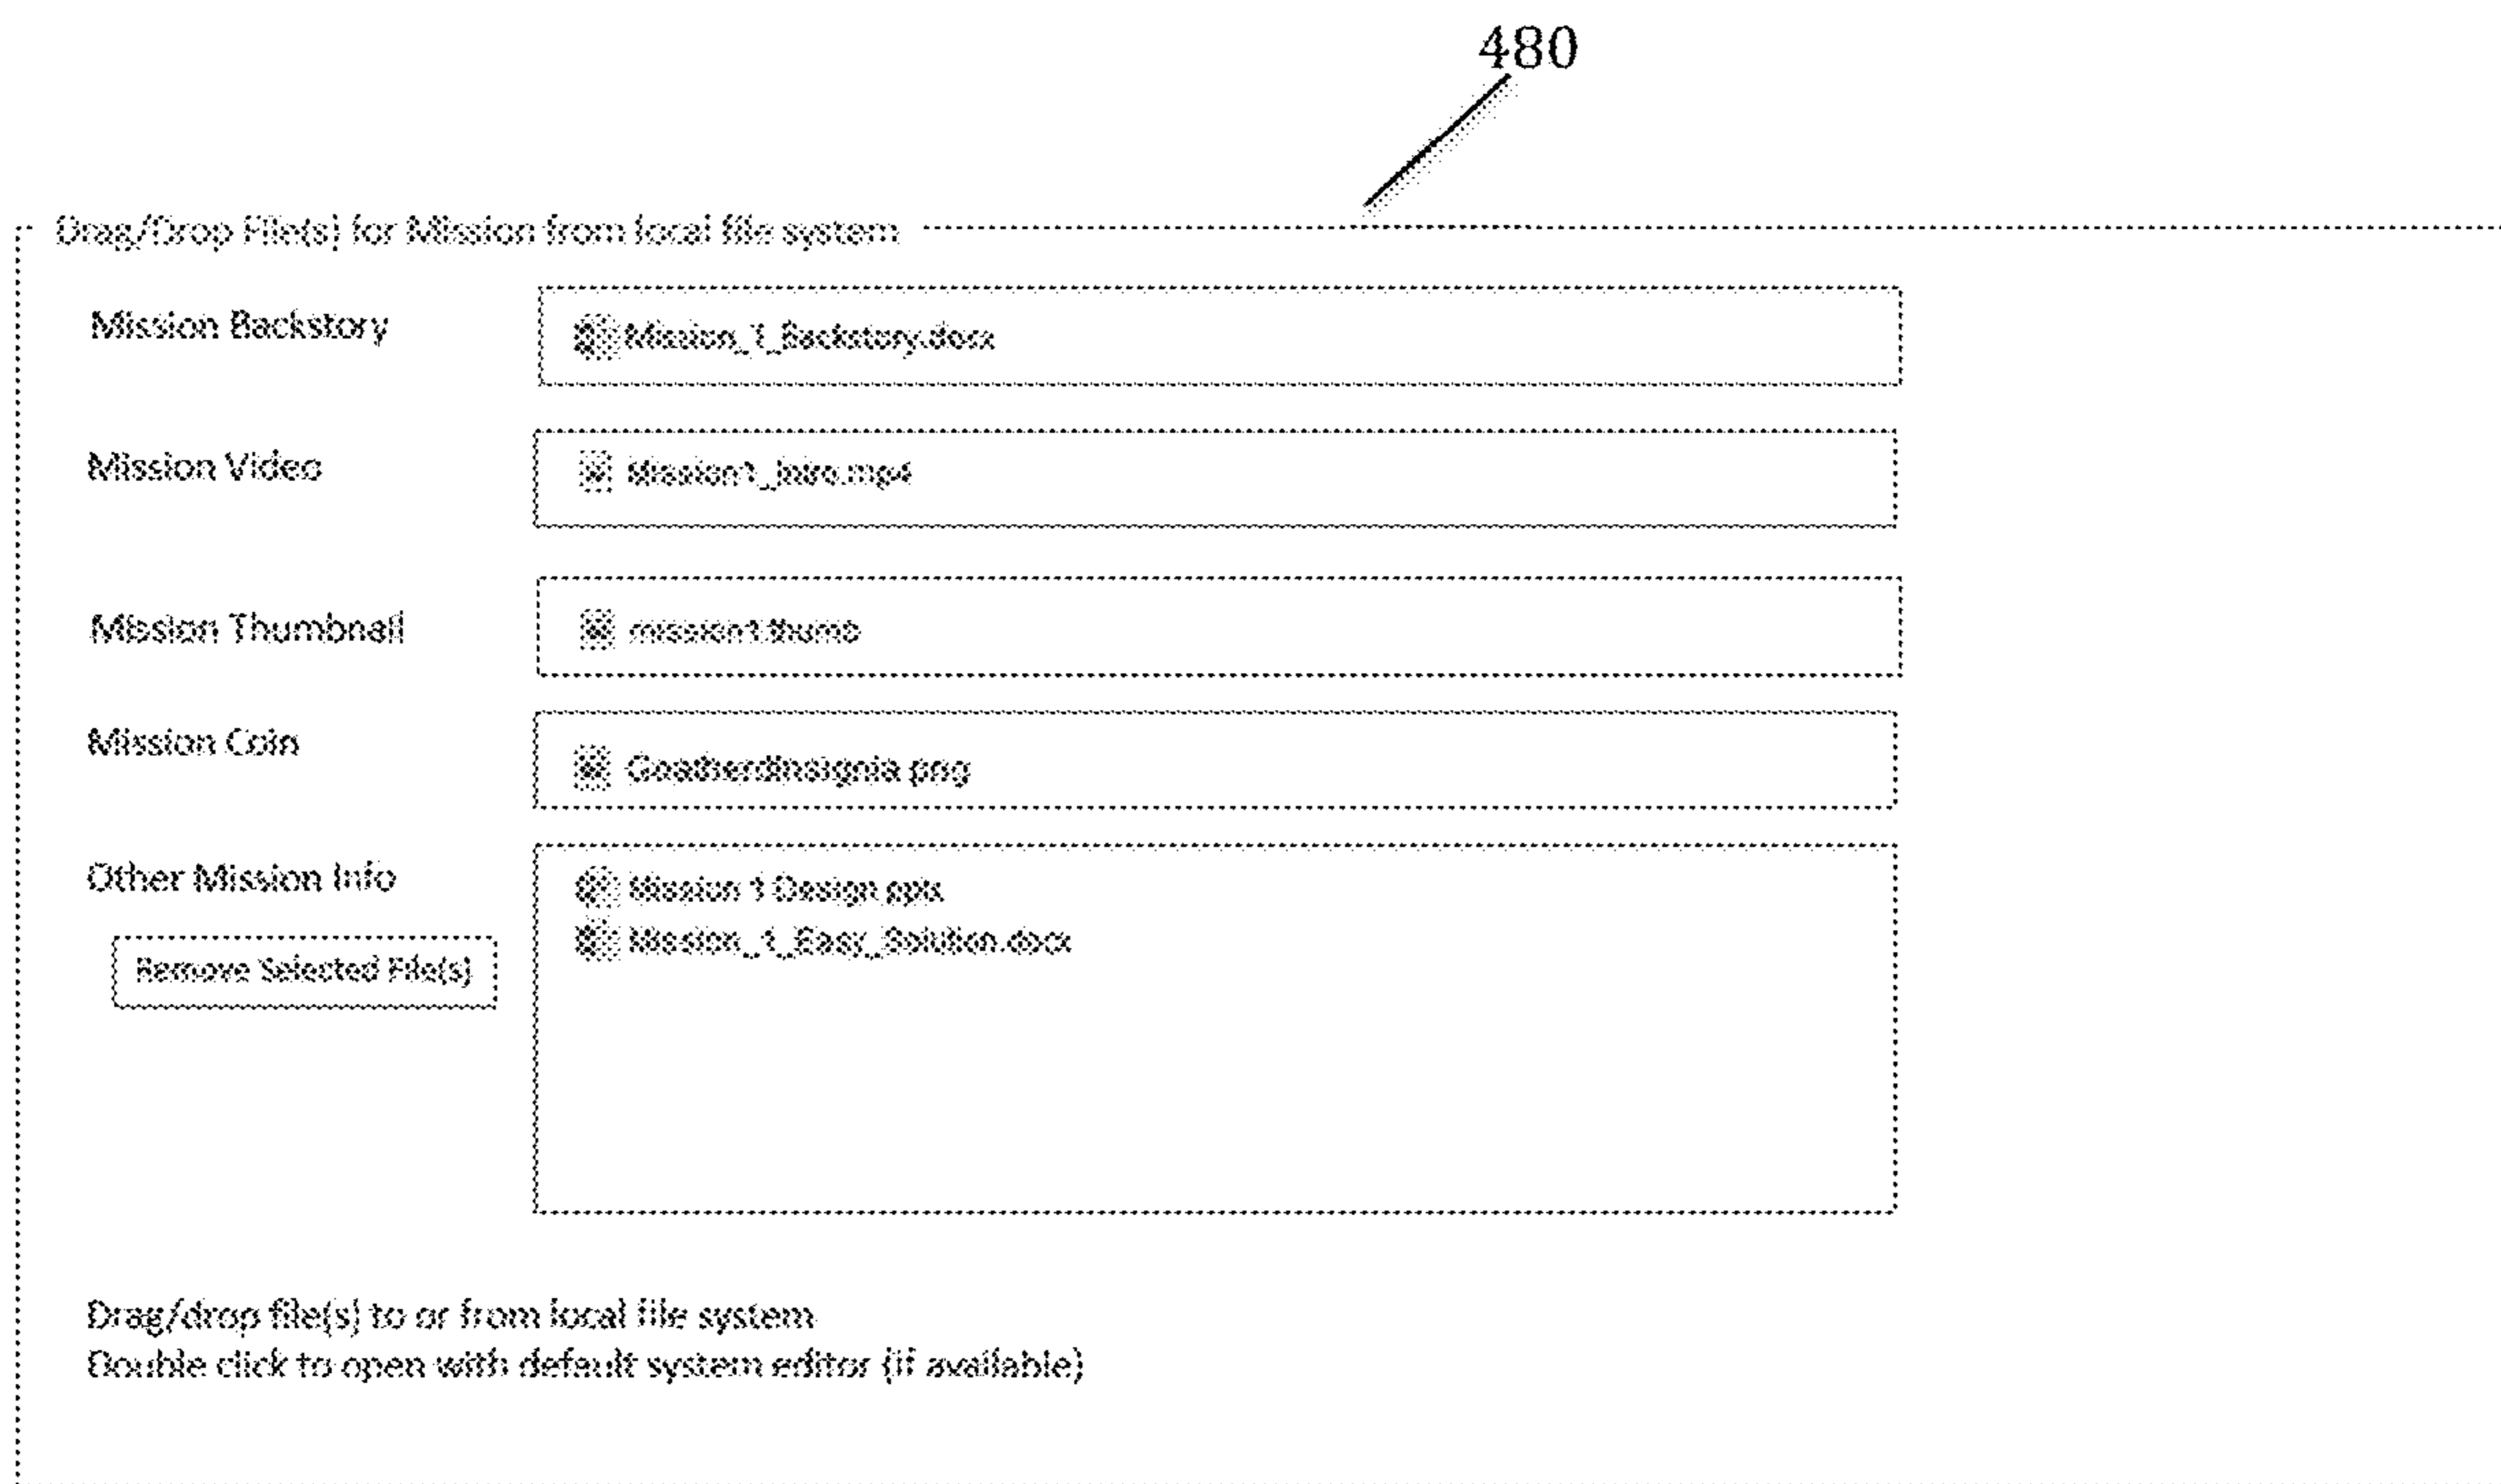 480
Drag/Drop File(s) for Mission from local file system
Mission Backstory
Mission_1_Backstory.docx
Mission Video
Mission1_Intro.mp4
Mission Thumbnail
mission1thumb
Mission Coin
Other Mission Info
Mission 1 Design.pptx
Mission_1_Easy_Solution.docx
Remove Selected File(s)
Drag/drop file(s) to or from local file system
Double click to open with default system editor (if available)